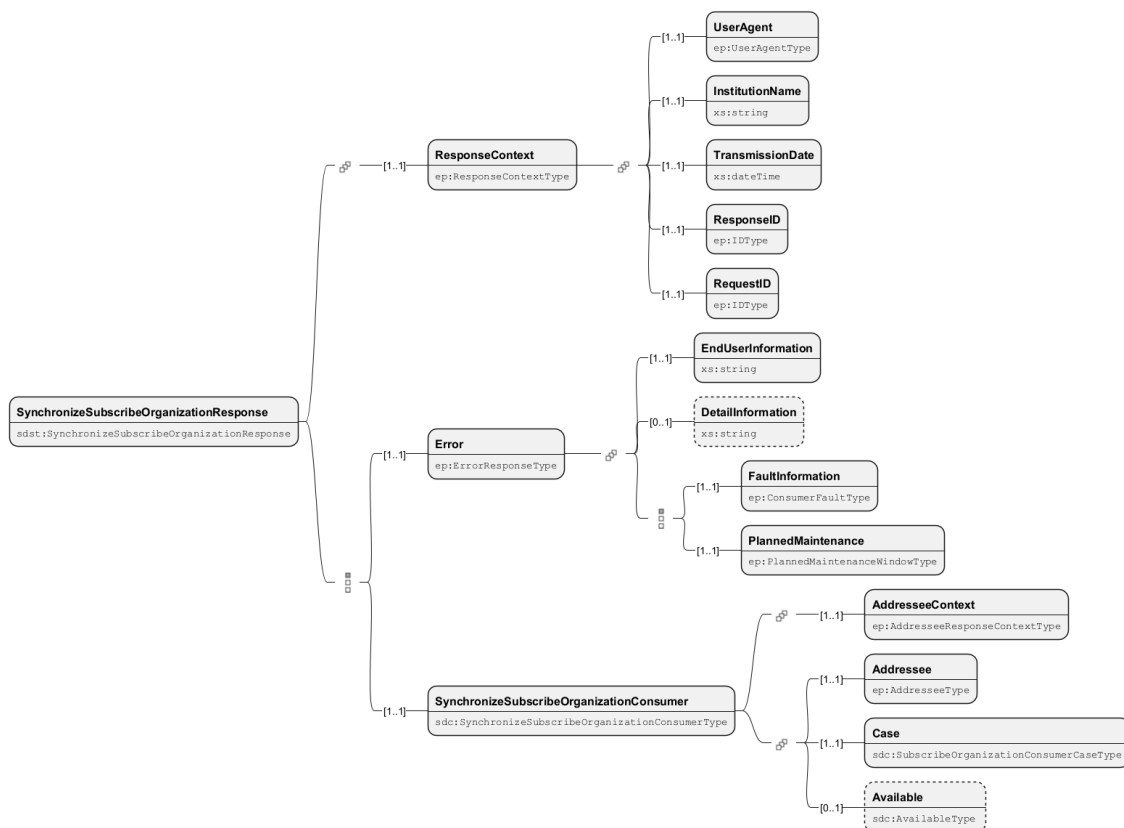 [1..1]
UserAgent
ep:UserAgentType
[1..1]
InstitutionName
xs:string
[1..1]
ResponseContext
ep:ResponseContextType
[1..1]
TransmissionDate
xs:dateTime
[1..1]
ResponseID
ep:IDType
[1..1]
RequestID
ep:IDType
SynchronizeSubscribeOrganizationResponse
sdst:SynchronizeSubscribeOrganizationResponse
[1..1]
Error
ep:ErrorResponseType
[1..1]
EndUserInformation
xs:string
[0..1]
DetailInformation
xs:string
[1..1]
FaultInformation
ep:ConsumerFaultType
[1..1]
PlannedMaintenance
ep:PlannedMaintenanceWindowType
[1..1]
SynchronizeSubscribeOrganizationConsumer
sdc:SynchronizeSubscribeOrganizationConsumerType
[1..1]
AddresseeContext
ep:AddresseeResponseContextType
[1..1]
Addressee
ep:AddresseeType
[1..1]
Case
sdc:SubscribeOrganizationConsumerCaseType
[0..1]
Available
sdc:AvailableType